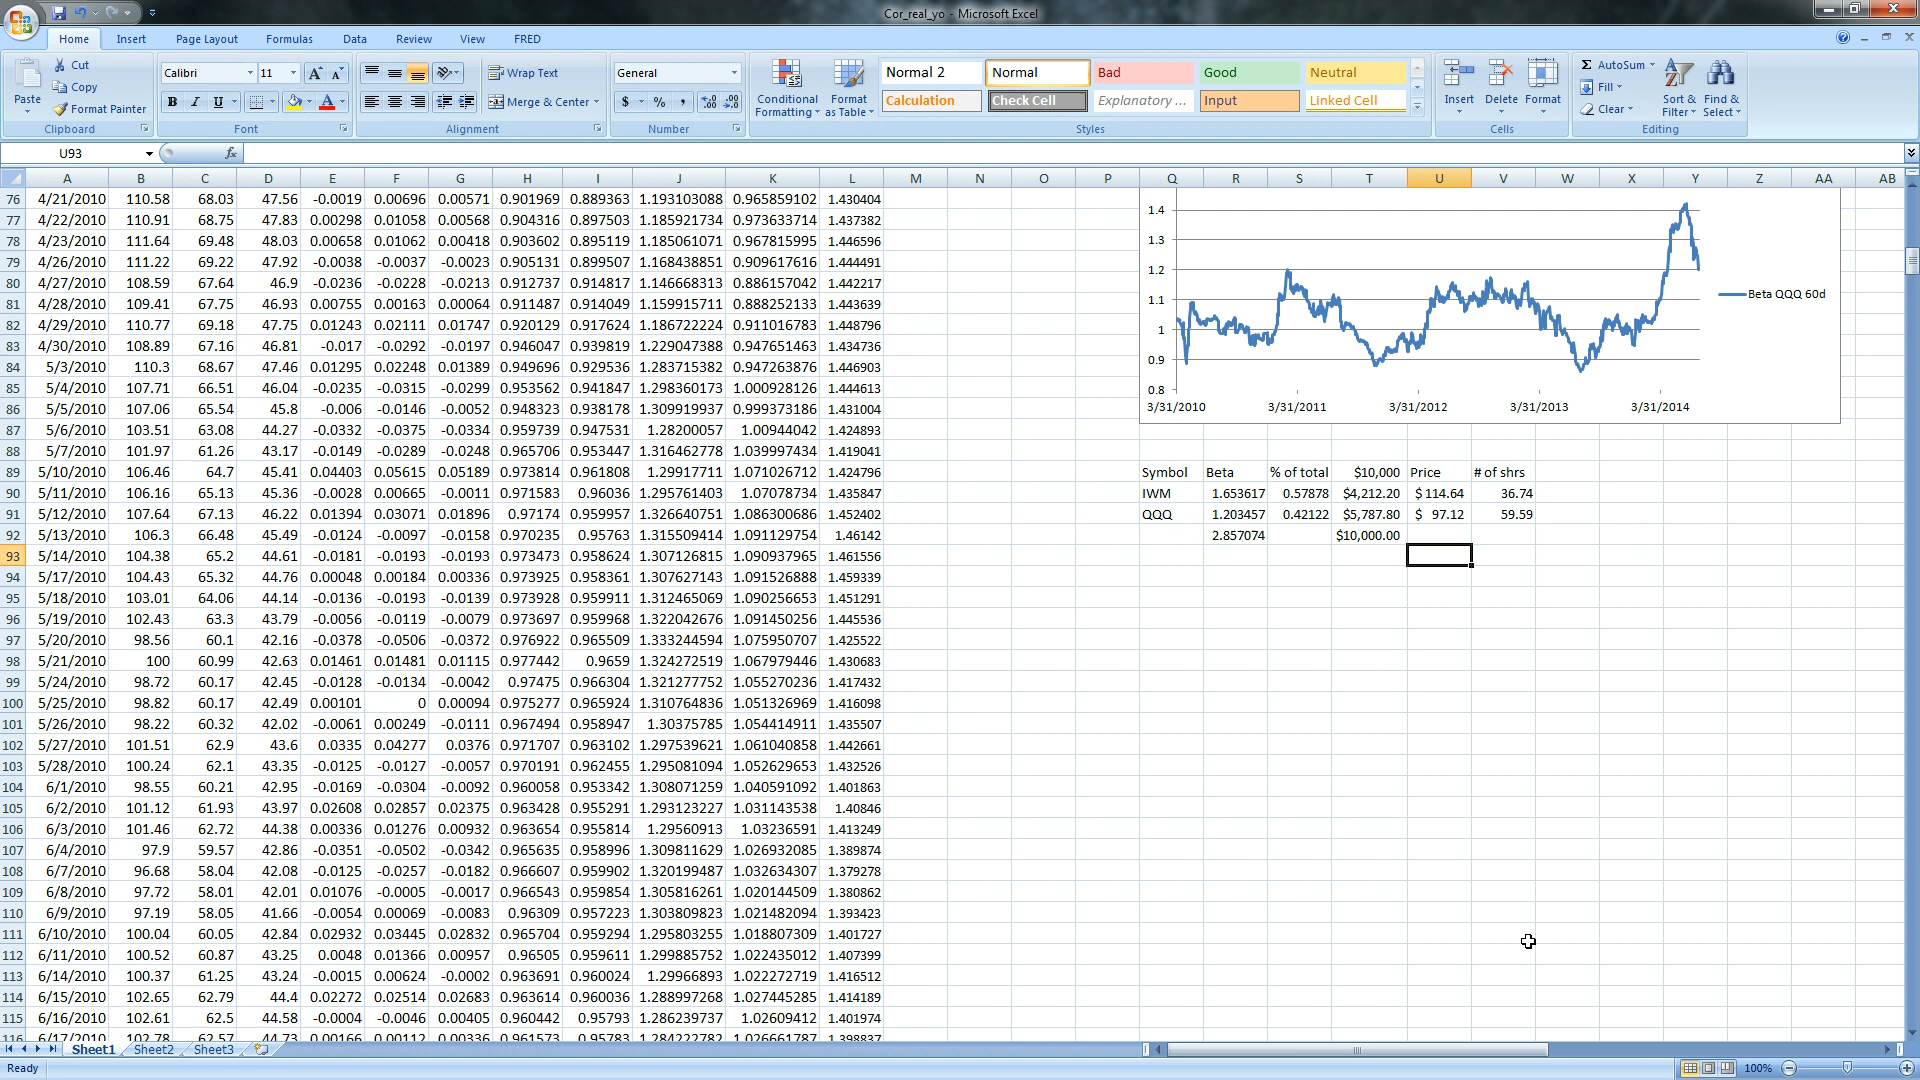 Cor_real_yo - Microsoft Excel
Home Insert Page Layout Formulas Data Review View FRED
Paste Cut Copy Format Painter Clipboard
Calibri 11 A A B I U A Font
Wrap Text Merge & Center Alignment
General $ % , Number
Conditional Formatting Format as Table Normal 2 Normal Bad Good Neutral
Calculation Check Cell Explanatory ... Input Linked Cell
Styles
Insert Delete Format Cells
Σ AutoSum Fill Clear Sort & Filter Find & Select Editing
U93 fx
A B C D E F G H I J K L M N O P Q R S T U V W X Y Z AA AB
76 4/21/2010 110.58 68.03 47.56 -0.0019 0.00696 0.00571 0.901969 0.889363 1.193103088 0.965859102 1.430404
77 4/22/2010 110.91 68.75 47.83 0.00298 0.01058 0.00568 0.904316 0.897503 1.185921734 0.973633714 1.437382
78 4/23/2010 111.64 69.48 48.03 0.00658 0.01062 0.00418 0.903602 0.895119 1.185061071 0.967815995 1.446596
79 4/26/2010 111.22 69.22 47.92 -0.0038 -0.0037 -0.0023 0.905131 0.899507 1.168438851 0.909617616 1.444491
80 4/27/2010 108.59 67.64 46.9 -0.0236 -0.0228 -0.0213 0.912737 0.914817 1.146668313 0.886157042 1.442217
81 4/28/2010 109.41 67.75 46.93 0.00755 0.00163 0.00064 0.911487 0.914049 1.159915711 0.888252133 1.443639
82 4/29/2010 110.77 69.18 47.75 0.01243 0.02111 0.01747 0.920129 0.917624 1.186722224 0.911016783 1.448796
83 4/30/2010 108.89 67.16 46.81 -0.017 -0.0292 -0.0197 0.946047 0.939819 1.229047388 0.947651463 1.434736
84 5/3/2010 110.3 68.67 47.46 0.01295 0.02248 0.01389 0.949696 0.929536 1.283715382 0.947263876 1.446903
85 5/4/2010 107.71 66.51 46.04 -0.0235 -0.0315 -0.0299 0.953562 0.941847 1.298360173 1.000928126 1.444613
86 5/5/2010 107.06 65.54 45.8 -0.006 -0.0146 -0.0052 0.948323 0.938178 1.309919937 0.999373186 1.431004
87 5/6/2010 103.51 63.08 44.27 -0.0332 -0.0375 -0.0334 0.959739 0.947531 1.28200057 1.00944042 1.424893
88 5/7/2010 101.97 61.26 43.17 -0.0149 -0.0289 -0.0248 0.965706 0.953447 1.316462778 1.039997434 1.419041
89 5/10/2010 106.46 64.7 45.41 0.04403 0.05615 0.05189 0.973814 0.961808 1.29917711 1.071026712 1.424796
90 5/11/2010 106.16 65.13 45.36 -0.0028 0.00665 -0.0011 0.971583 0.96036 1.295761403 1.07078734 1.435847
91 5/12/2010 107.64 67.13 46.22 0.01394 0.03071 0.01896 0.97174 0.959957 1.326640751 1.086300686 1.452402
92 5/13/2010 106.3 66.48 45.49 -0.0124 -0.0097 -0.0158 0.970235 0.95763 1.315509414 1.091129754 1.46142
93 5/14/2010 104.38 65.2 44.61 -0.0181 -0.0193 -0.0193 0.973473 0.958624 1.307126815 1.090937965 1.461556
94 5/17/2010 104.43 65.32 44.76 0.00048 0.00184 0.00336 0.973925 0.958361 1.307627143 1.091526888 1.459339
95 5/18/2010 103.01 64.06 44.14 -0.0136 -0.0193 -0.0139 0.973928 0.959911 1.312465069 1.090256653 1.451291
96 5/19/2010 102.43 63.3 43.79 -0.0056 -0.0119 -0.0079 0.973697 0.959968 1.322042676 1.091450256 1.445536
97 5/20/2010 98.56 60.1 42.16 -0.0378 -0.0506 -0.0372 0.976922 0.965509 1.333244594 1.075950707 1.425522
98 5/21/2010 100 60.99 42.63 0.01461 0.01481 0.01115 0.977442 0.9659 1.324272519 1.067979446 1.430683
99 5/24/2010 98.72 60.17 42.45 -0.0128 -0.0134 -0.0042 0.97475 0.966304 1.321277752 1.055270236 1.417432
100 5/25/2010 98.82 60.17 42.49 0.00101 0 0.00094 0.975277 0.965924 1.310764836 1.051326969 1.416098
101 5/26/2010 98.22 60.32 42.02 -0.0061 0.00249 -0.0111 0.967494 0.958947 1.30375785 1.054414911 1.435507
102 5/27/2010 101.51 62.9 43.6 0.0335 0.04277 0.0376 0.971707 0.963102 1.297539621 1.061040858 1.442661
103 5/28/2010 100.24 62.1 43.35 -0.0125 -0.0127 -0.0057 0.970191 0.962455 1.295081094 1.052629653 1.432526
104 6/1/2010 98.55 60.21 42.95 -0.0169 -0.0304 -0.0092 0.960058 0.953342 1.308071259 1.040591092 1.401863
105 6/2/2010 101.12 61.93 43.97 0.02608 0.02857 0.02375 0.963428 0.955291 1.293123227 1.031143538 1.40846
106 6/3/2010 101.46 62.72 44.38 0.00336 0.01276 0.00932 0.963654 0.955814 1.29560913 1.03236591 1.413249
107 6/4/2010 97.9 59.57 42.86 -0.0351 -0.0502 -0.0342 0.965635 0.958996 1.309811629 1.026932085 1.389874
108 6/7/2010 96.68 58.04 42.08 -0.0125 -0.0257 -0.0182 0.966607 0.959902 1.320199487 1.032634307 1.379278
109 6/8/2010 97.72 58.01 42.01 0.01076 -0.0005 -0.0017 0.966543 0.959854 1.305816261 1.020144509 1.380862
110 6/9/2010 97.19 58.05 41.66 -0.0054 0.00069 -0.0083 0.96309 0.957223 1.303809823 1.021482094 1.393423
111 6/10/2010 100.04 60.05 42.84 0.02932 0.03445 0.02832 0.965704 0.959294 1.295803255 1.018807309 1.401727
112 6/11/2010 100.52 60.87 43.25 0.0048 0.01366 0.00957 0.96505 0.959611 1.299885752 1.022435012 1.407399
113 6/14/2010 100.37 61.25 43.24 -0.0015 0.00624 -0.0002 0.963691 0.960024 1.29966893 1.022272719 1.416512
114 6/15/2010 102.65 62.79 44.4 0.02272 0.02514 0.02683 0.963614 0.960036 1.288997268 1.027445285 1.414189
115 6/16/2010 102.61 62.5 44.58 -0.0004 -0.0046 0.00405 0.960442 0.95793 1.286239737 1.02609412 1.401974
116 6/17/2010 102.78 62.57 44.73 0.00166 0.00112 0.00336 0.961573 0.95783 1.284222782 1.026661787 1.398837
1.4
1.3
1.2
1.1
1
0.9
0.8
3/31/2010 3/31/2011 3/31/2012 3/31/2013 3/31/2014
Beta QQQ 60d
Symbol Beta % of total $10,000 Price # of shrs
IWM 1.653617 0.57878 $4,212.20 $ 114.64 36.74
QQQ 1.203457 0.42122 $5,787.80 $ 97.12 59.59
2.857074 $10,000.00
Sheet1 Sheet2 Sheet3
Ready 100%